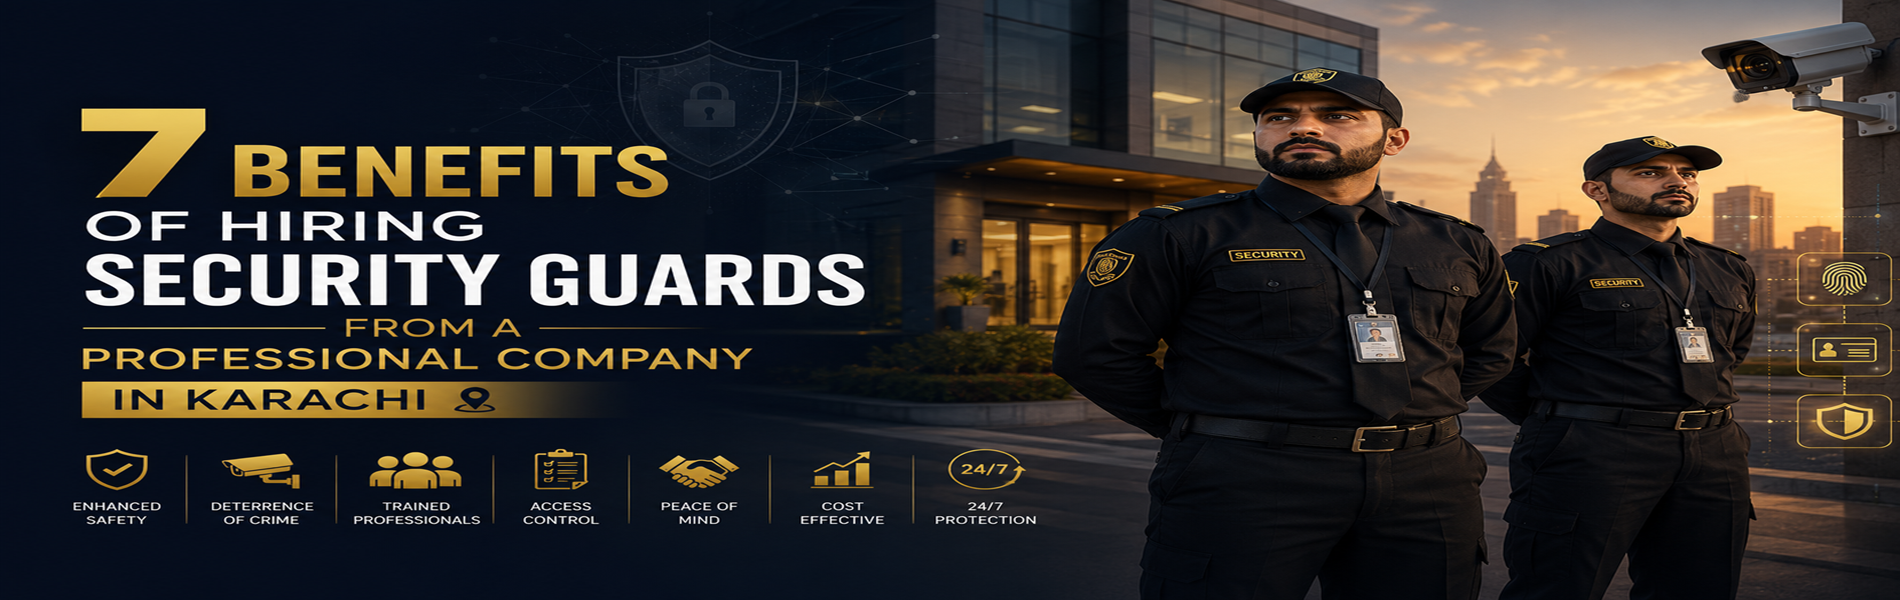 7 BENEFITS
OF HIRING
SECURITY GUARDS
FROM A
PROFESSIONAL COMPANY
IN KARACHI
ENHANCED
SAFETY
DETERRENCE
OF CRIME
TRAINED
PROFESSIONALS
ACCESS
CONTROL
PEACE OF
MIND
COST
EFFECTIVE
24/7
24/7
PROTECTION
SECURITY
SECURITY